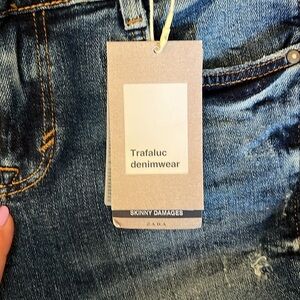 Trafaluc
denimwear
SKINNY DAMAGES
ZARA